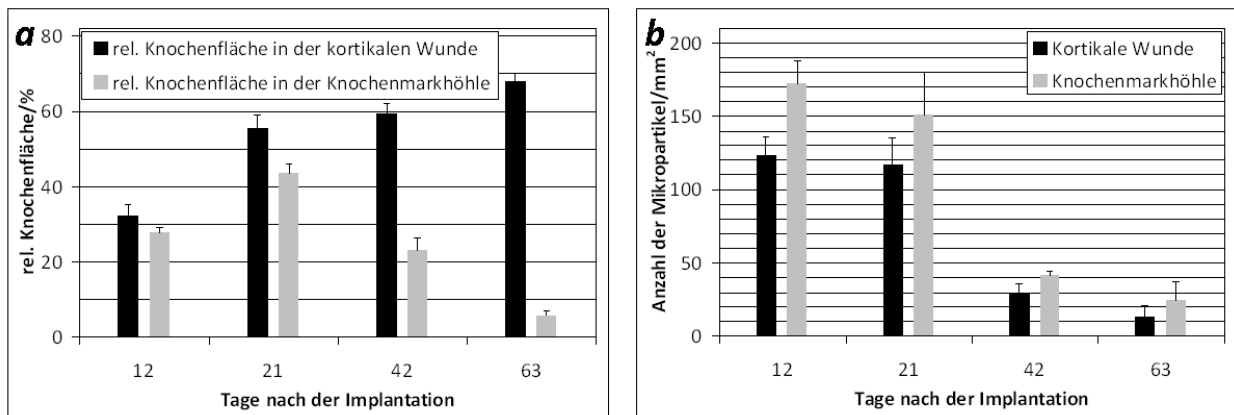 a
rel. Knochenfläche in der kortikalen Wunde
rel. Knochenfläche in der Knochenmarkhöhle
rel. Knochenfläche/%
80
60
40
20
0
12 21 42 63
Tage nach der Implantation
b
Kortikale Wunde
Knochenmarkhöhle
Anzahl der Mikropartikel/mm²
200
150
100
50
0
12 21 42 63
Tage nach der Implantation